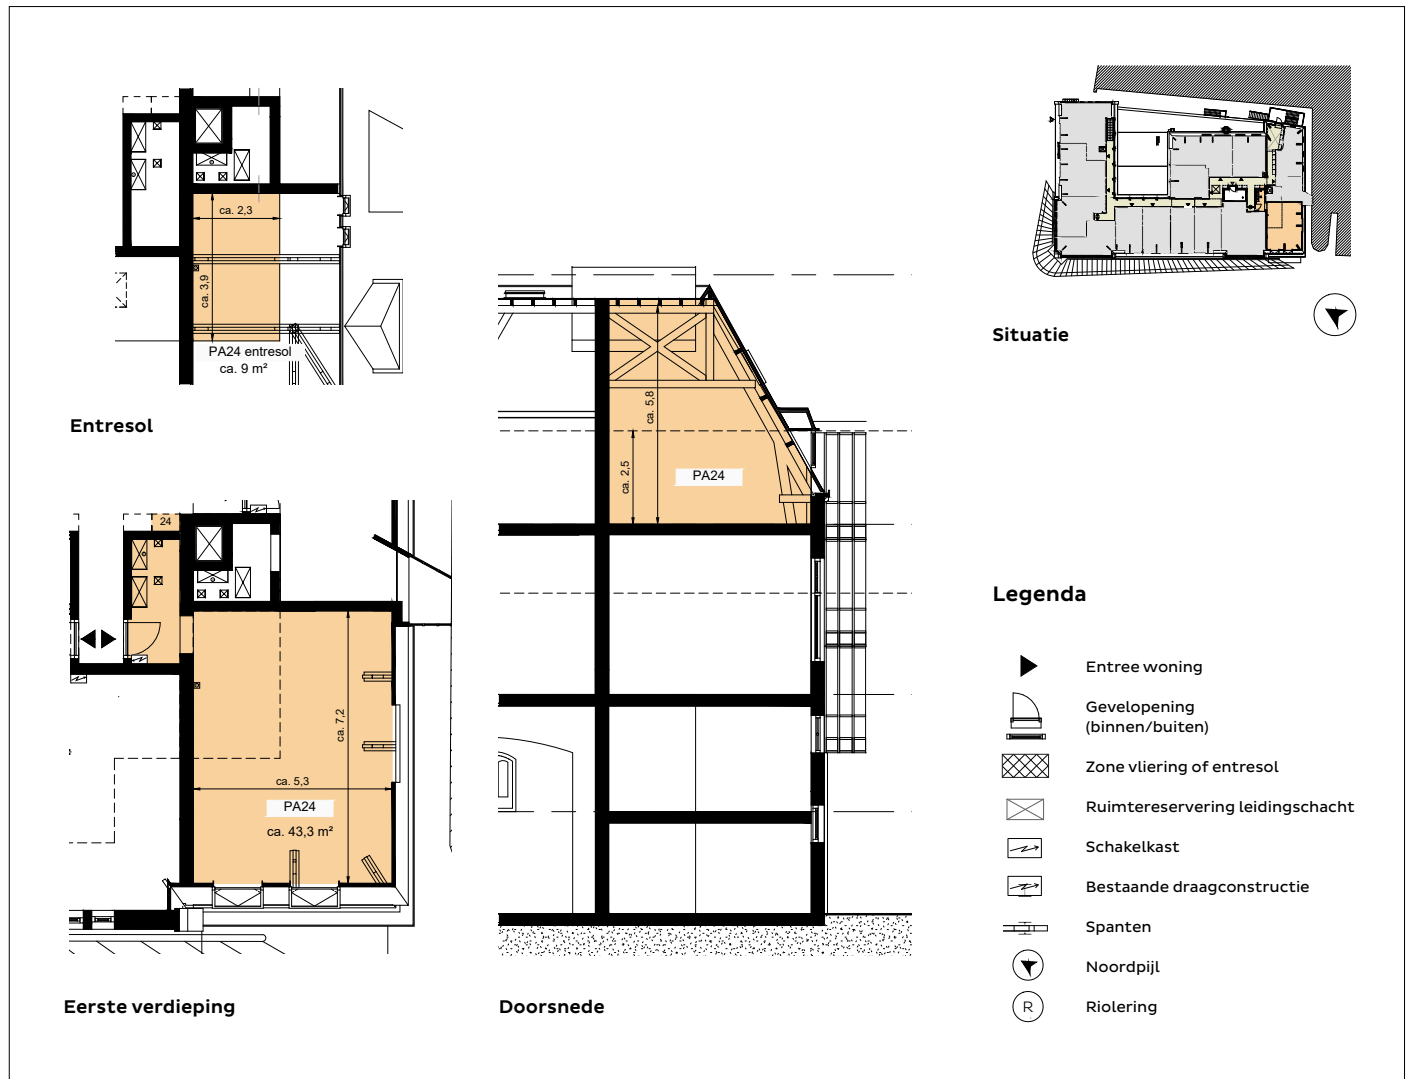 ca. 2,3
ca. 3,9
PA24 entresol
ca. 9 m²
Entresol
24
ca. 7,2
ca. 5,3
PA24
ca. 43,3 m²
Eerste verdieping
ca. 5,8
ca. 2,5
PA24
Doorsnede
Situatie
Legenda
Entree woning
Gevelopening
(binnen/buiten)
Zone vliering of entresol
Ruimtereservering leidingschacht
Schakelkast
Bestaande draagconstructie
Spanten
Noordpijl
R
Riolering